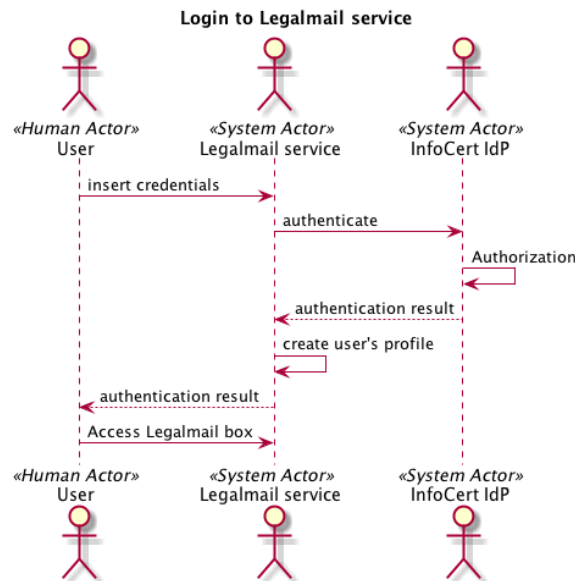 Login to Legalmail service
«Human Actor» «System Actor» «System Actor»
User Legalmail service InfoCert IdP
insert credentials
authenticate
Authorization
authentication result
create user's profile
authentication result
Access Legalmail box
«Human Actor» «System Actor» «System Actor»
User Legalmail service InfoCert IdP